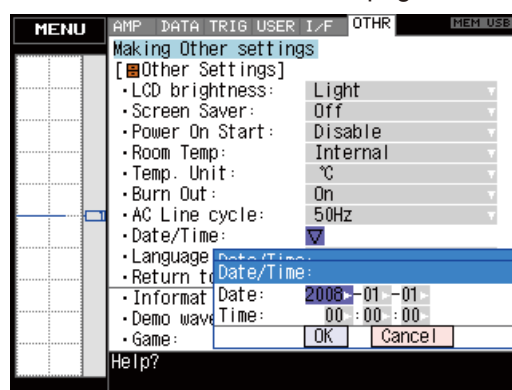 MENU AMP DATA TRIG USER I/F OTHR MEM USB
Making Other settings
[Other Settings]
・LCD brightness: Light
・Screen Saver: Off
・Power On Start: Disable
・Room Temp: Internal
・Temp. Unit: ℃
・Burn Out: On
・AC Line cycle: 50Hz
・Date/Time:
・Language
・Return to
Date/Time:
・Informat Date: 2008-01-01
・Demo wave Time: 00:00:00
・Game: OK Cancel
Help?